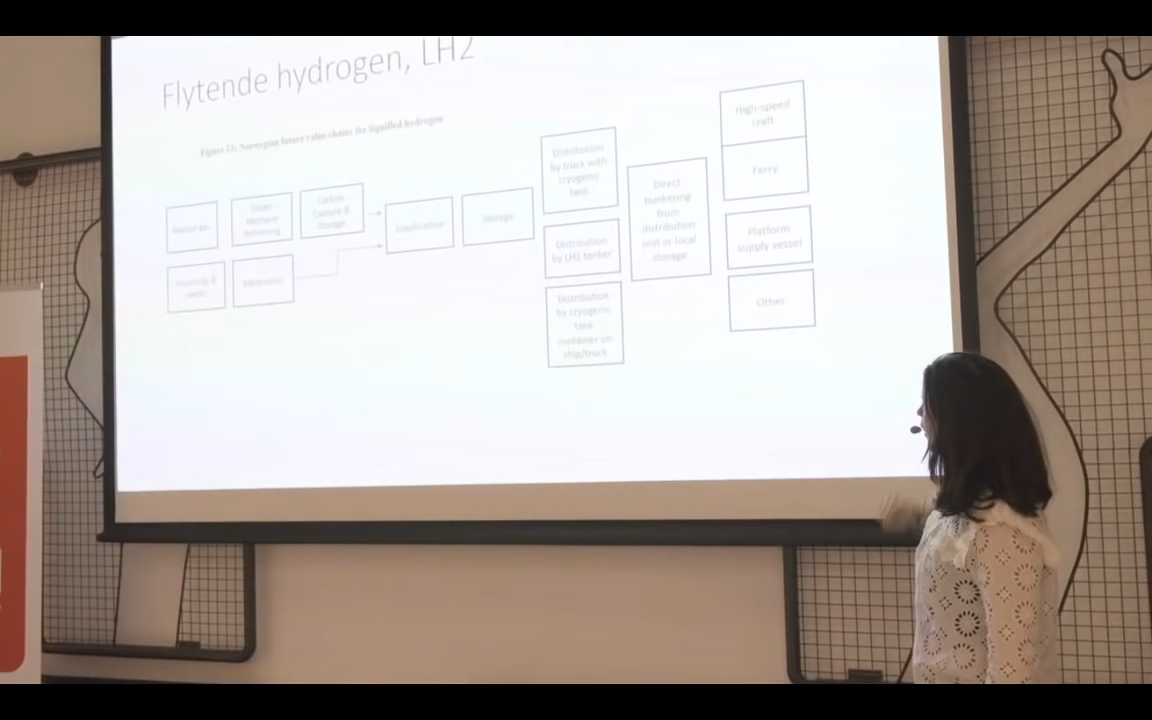 Flytende hydrogen, LH2
Figure 13: Norwegian future value chains for liquified hydrogen
Natural gas
Steam
Methane
Reforming
Carbon
Capture &
Storage
Liquefication
Storage
Electricity &
water
Electrolysis
Distribution
by truck with
cryogenic
tank
Distribution
by LH2 tanker
Distribution
by cryogenic
tank
container on
ship/truck
Direct
bunkering
from
distribution
unit or local
storage
High-speed
craft
Ferry
Platform
supply vessel
Other